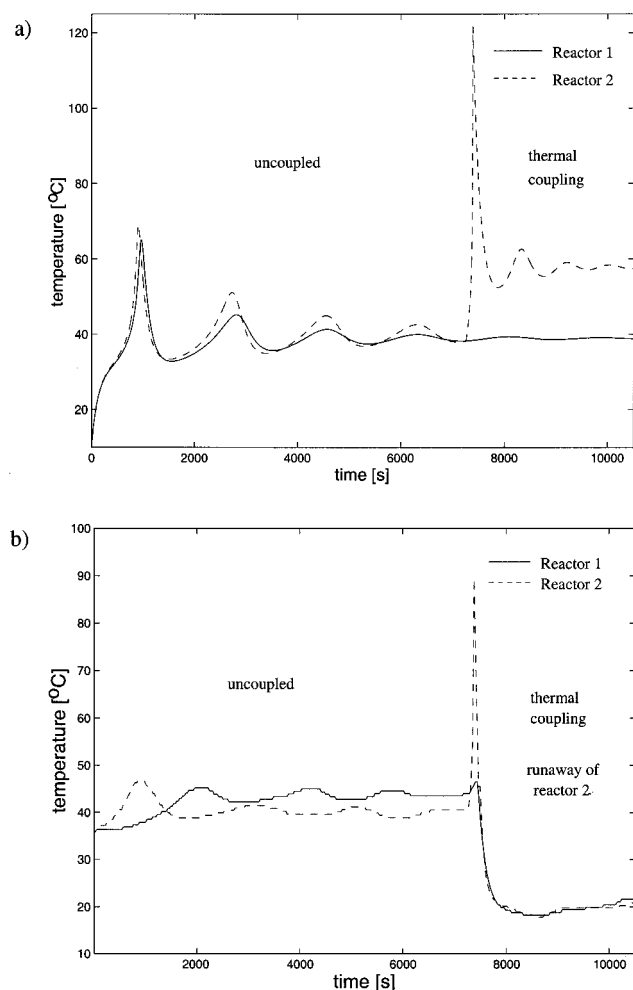 a)
120
100
80
60
40
20
temperature [°C]
Reactor 1
Reactor 2
uncoupled
thermal
coupling
0
2000
4000
6000
8000
10000
time [s]
b)
100
90
80
70
60
50
40
30
20
10
temperature [°C]
Reactor 1
Reactor 2
uncoupled
thermal
coupling
runaway of
reactor 2
2000
4000
6000
8000
10000
time [s]